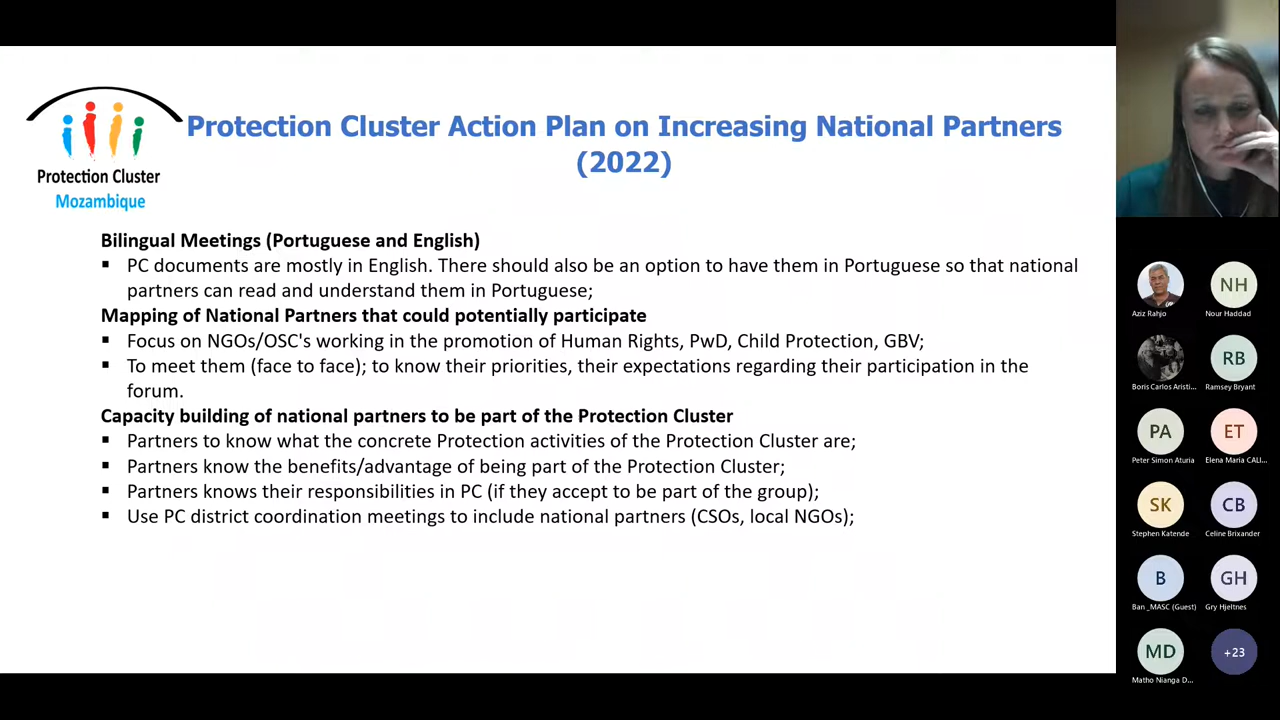 Protection Cluster
Mozambique
Protection Cluster Action Plan on Increasing National Partners
(2022)
Bilingual Meetings (Portuguese and English)
▪ PC documents are mostly in English. There should also be an option to have them in Portuguese so that national
partners can read and understand them in Portuguese;
Mapping of National Partners that could potentially participate
▪ Focus on NGOs/OSC's working in the promotion of Human Rights, PwD, Child Protection, GBV;
▪ To meet them (face to face); to know their priorities, their expectations regarding their participation in the
forum.
Capacity building of national partners to be part of the Protection Cluster
▪ Partners to know what the concrete Protection activities of the Protection Cluster are;
▪ Partners know the benefits/advantage of being part of the Protection Cluster;
▪ Partners knows their responsibilities in PC (if they accept to be part of the group);
▪ Use PC district coordination meetings to include national partners (CSOs, local NGOs);
Aziz Rahjo
NH
Nour Haddad
Boris Carlos Aristi...
RB
Ramsey Bryant
PA
Peter Simon Aturia
ET
Elena Maria CALI...
SK
Stephen Katende
CB
Celine Brixander
B
Ban _MASC (Guest)
GH
Gry Hjeltnes
MD
Matho Nianga D...
+23